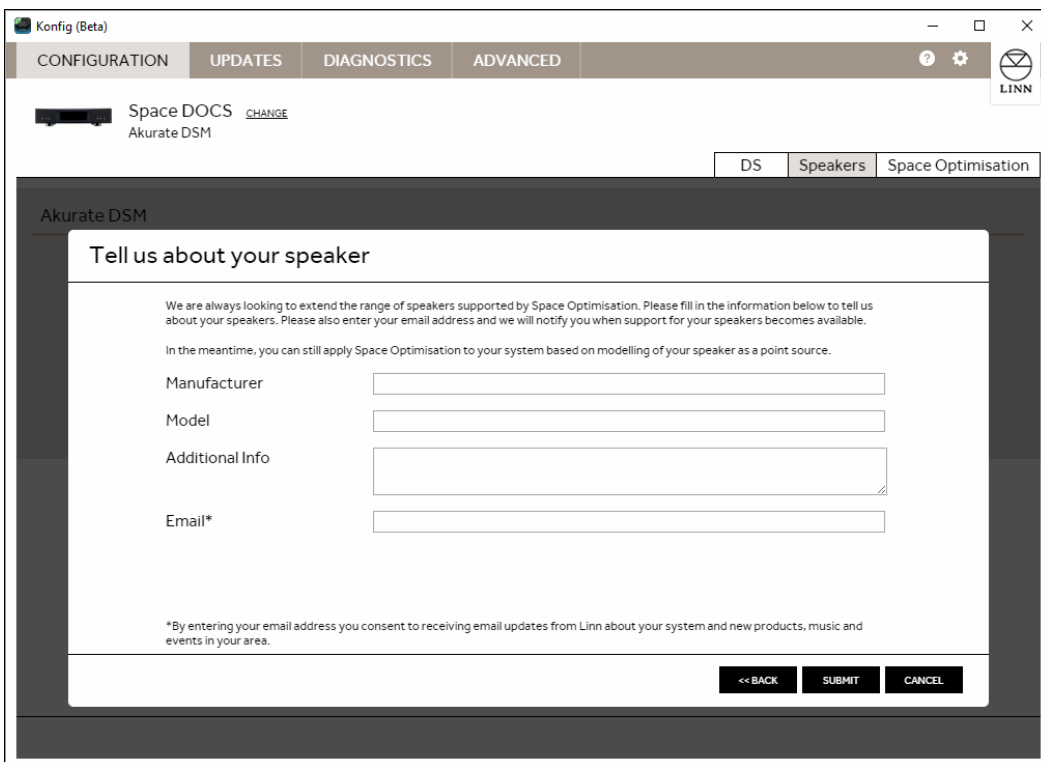 Konfig (Beta)
CONFIGURATION UPDATES DIAGNOSTICS ADVANCED
LINN
Space DOCS CHANGE
Akurate DSM
DS Speakers Space Optimisation
Akurate DSM
Tell us about your speaker
We are always looking to extend the range of speakers supported by Space Optimisation. Please fill in the information below to tell us
about your speakers. Please also enter your email address and we will notify you when support for your speakers becomes available.
In the meantime, you can still apply Space Optimisation to your system based on modelling of your speaker as a point source.
Manufacturer
Model
Additional Info
Email*
*By entering your email address you consent to receiving email updates from Linn about your system and new products, music and
events in your area.
<< BACK SUBMIT CANCEL